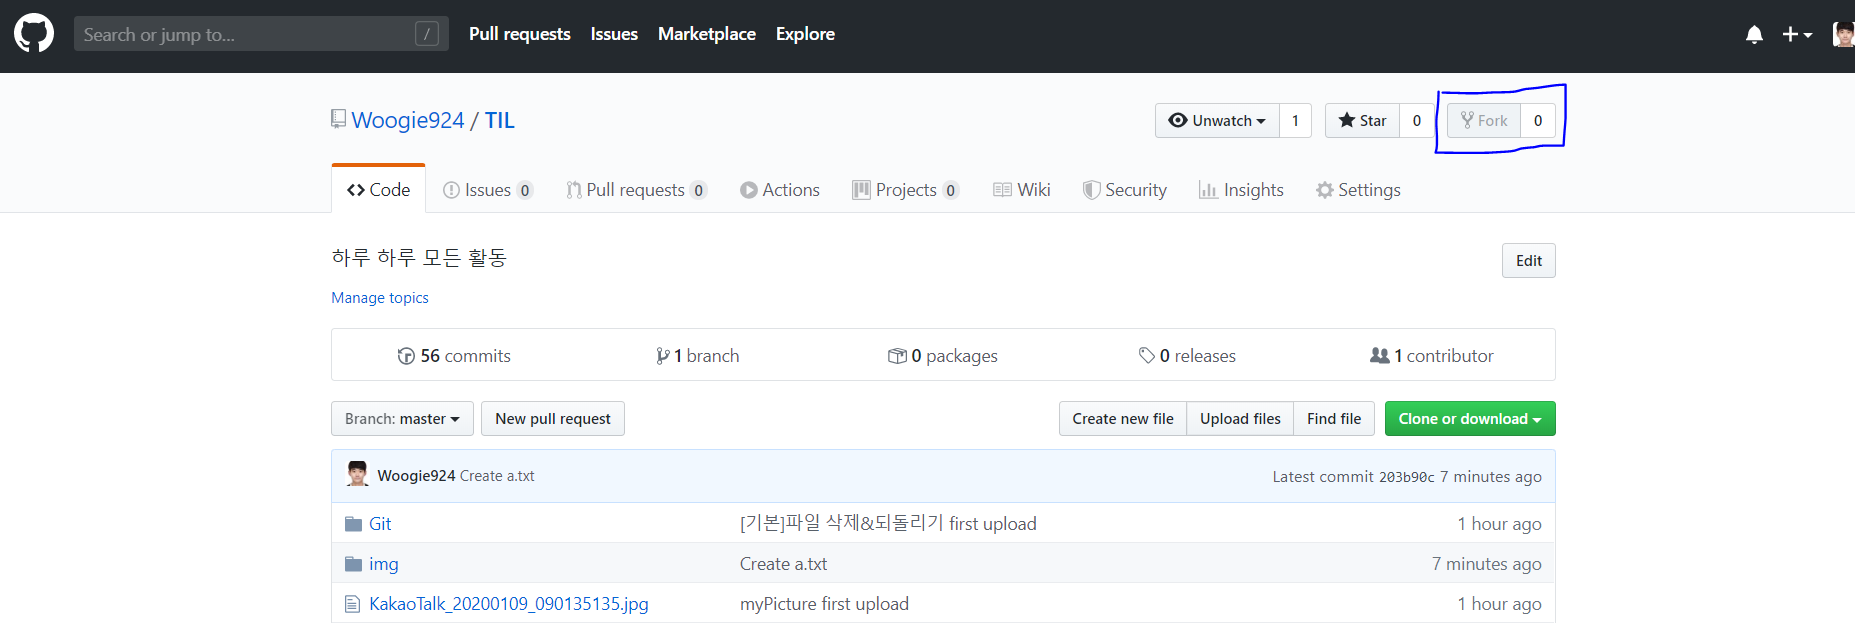 Search or jump to... / Pull requests Issues Marketplace Explore
Woogie924 / TIL Unwatch 1 Star 0 Fork 0
Code Issues 0 Pull requests 0 Actions Projects 0 Wiki Security Insights Settings
하루 하루 모든 활동 Edit
Manage topics
56 commits 1 branch 0 packages 0 releases 1 contributor
Branch: master New pull request Create new file Upload files Find file Clone or download
Woogie924 Create a.txt Latest commit 203b90c 7 minutes ago
Git [기본]파일 삭제&되돌리기 first upload 1 hour ago
img Create a.txt 7 minutes ago
KakaoTalk_20200109_090135135.jpg myPicture first upload 1 hour ago